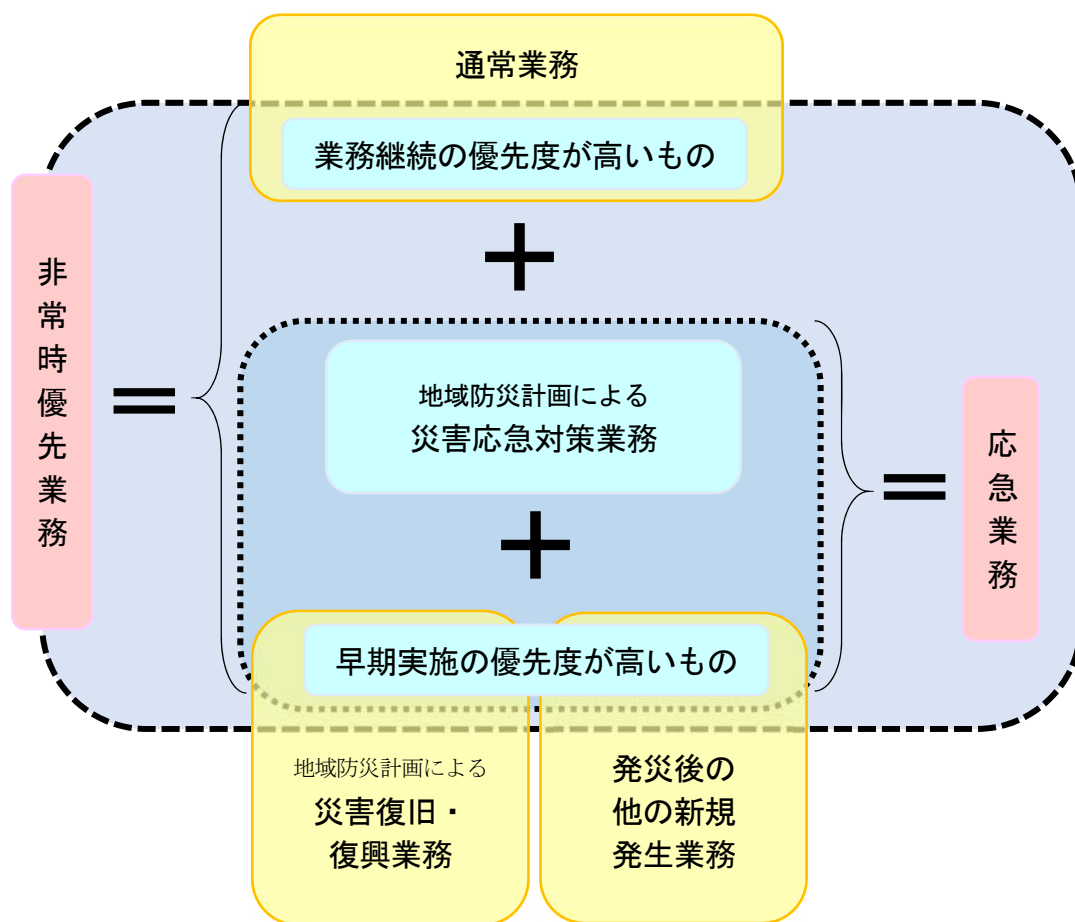 通常業務
業務継続の優先度が高いもの
＋
非常時優先業務
＝
地域防災計画による
災害応急対策業務
＋
＝
応急業務
早期実施の優先度が高いもの
地域防災計画による
災害復旧・
復興業務
発災後の
他の新規
発生業務